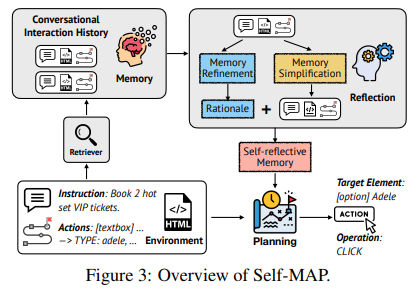 Conversational
Interaction History
Memory
Memory
Refinement
Memory
Simplification
Rationale
+
Reflection
Retriever
Self-reflective
Memory
Instruction: Book 2 hot
set VIP tickets.
Actions: [textbox] ...
—> TYPE: adele, ...
HTML
Environment
Planning
Target Element:
[option] Adele
ACTION
Operation:
CLICK
Figure 3: Overview of Self-MAP.